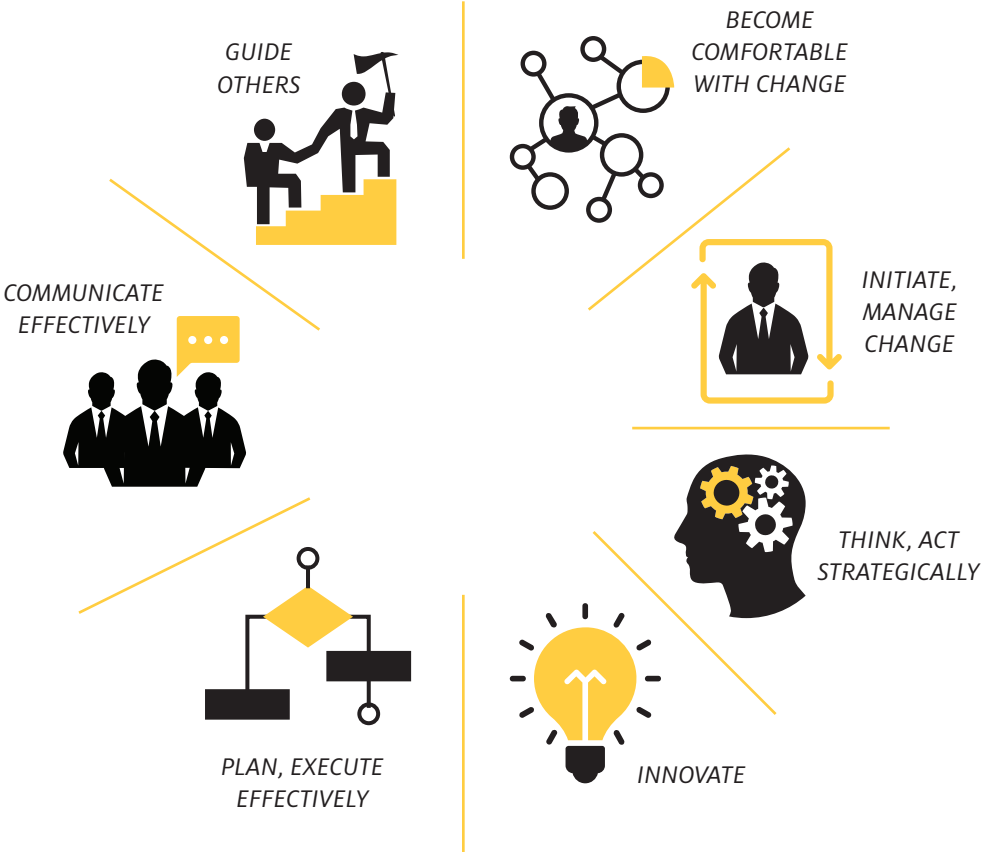 GUIDE
OTHERS
BECOME
COMFORTABLE
WITH CHANGE
INITIATE,
MANAGE
CHANGE
THINK, ACT
STRATEGICALLY
INNOVATE
PLAN, EXECUTE
EFFECTIVELY
COMMUNICATE
EFFECTIVELY